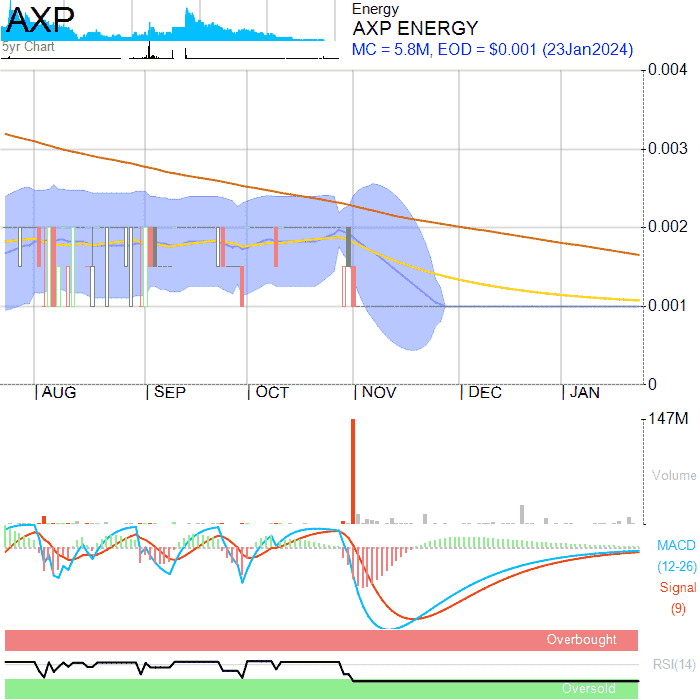 AXP
5yr Chart
Energy
AXP ENERGY
MC = 5.8M, EOD = $0.001 (23Jan2024)
0.004
0.003
0.002
0.001
0
AUG SEP OCT NOV DEC JAN
147M
Volume
MACD
(12-26)
Signal
(9)
Overbought
RSI(14)
Oversold